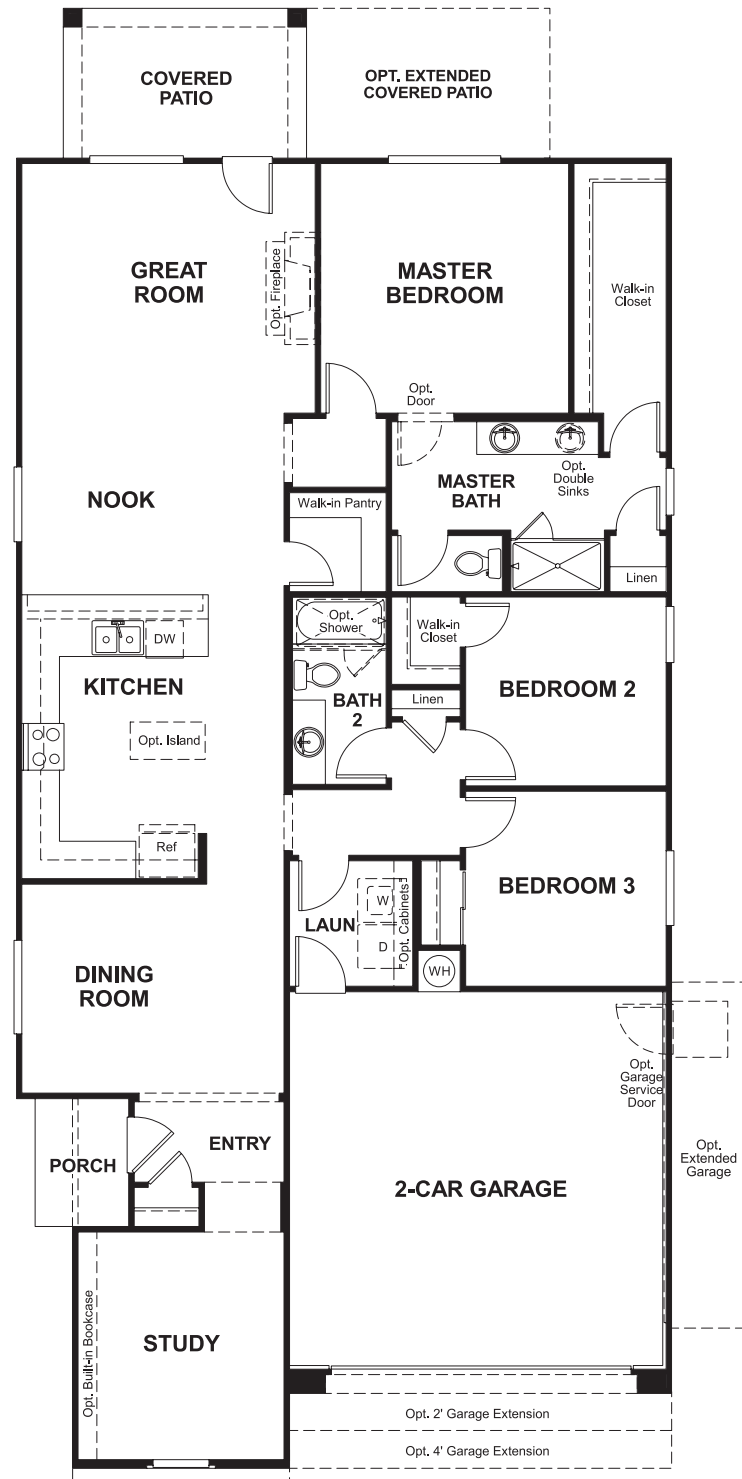 COVERED
PATIO
OPT. EXTENDED
COVERED PATIO
GREAT
ROOM
Opt. Fireplace
MASTER
BEDROOM
Walk-in
Closet
Opt.
Door
NOOK
Walk-in Pantry
MASTER
BATH
Opt.
Double
Sinks
Linen
Opt.
Shower
Walk-in
Closet
DW
KITCHEN
BATH
2
Linen
BEDROOM 2
Opt. Island
Ref
BEDROOM 3
LAUN
W
D
Opt. Cabinets
WH
DINING
ROOM
Opt.
Garage
Service
Door
Opt.
Extended
Garage
PORCH
ENTRY
2-CAR GARAGE
Opt. Built-in Bookcase
STUDY
Opt. 2' Garage Extension
Opt. 4' Garage Extension